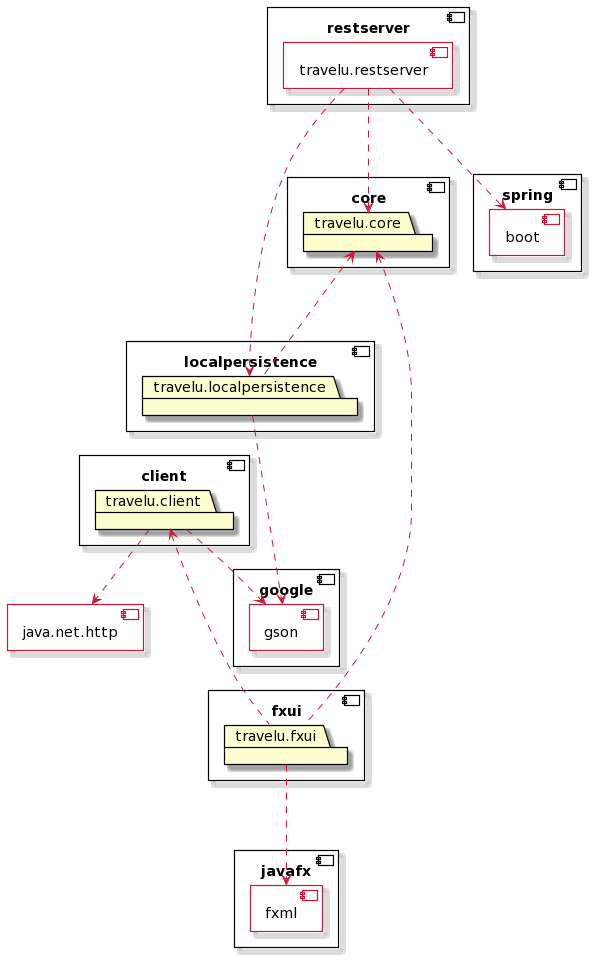 restserver
travelu.restserver
core
travelu.core
spring
boot
localpersistence
travelu.localpersistence
client
travelu.client
google
gson
java.net.http
fxui
travelu.fxui
javafx
fxml